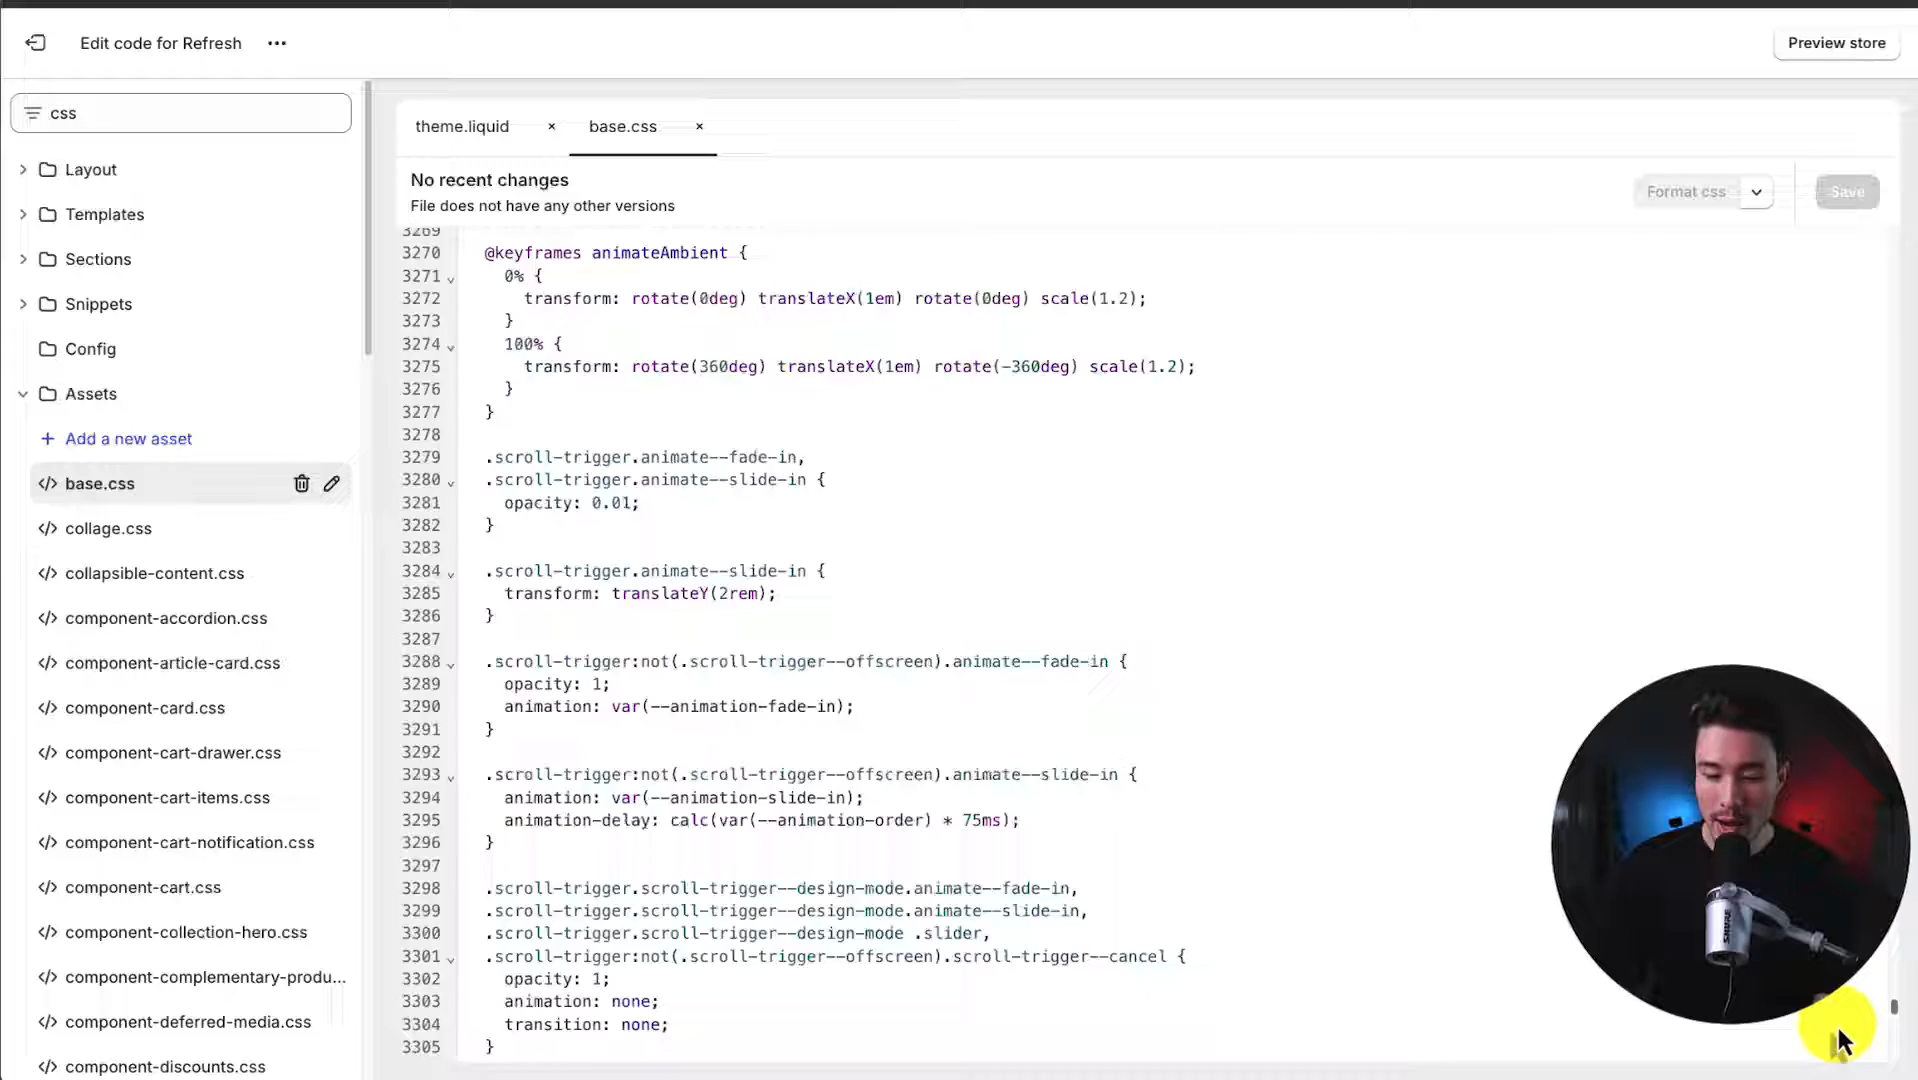 Edit code for Refresh
Preview store
css
Layout
Templates
Sections
Snippets
Config
Assets
Add a new asset
base.css
collage.css
collapsible-content.css
component-accordion.css
component-article-card.css
component-card.css
component-cart-drawer.css
component-cart-items.css
component-cart-notification.css
component-cart.css
component-collection-hero.css
component-complementary-produ...
component-deferred-media.css
component-discounts.css
theme.liquid
base.css
No recent changes
File does not have any other versions
Format css
Save
3269
3270 @keyframes animateAmbient {
3271 0% {
3272 transform: rotate(0deg) translateX(1em) rotate(0deg) scale(1.2);
3273 }
3274 100% {
3275 transform: rotate(360deg) translateX(1em) rotate(-360deg) scale(1.2);
3276 }
3277 }
3278
3279 .scroll-trigger.animate--fade-in,
3280 .scroll-trigger.animate--slide-in {
3281 opacity: 0.01;
3282 }
3283
3284 .scroll-trigger.animate--slide-in {
3285 transform: translateY(2rem);
3286 }
3287
3288 .scroll-trigger:not(.scroll-trigger--offscreen).animate--fade-in {
3289 opacity: 1;
3290 animation: var(--animation-fade-in);
3291 }
3292
3293 .scroll-trigger:not(.scroll-trigger--offscreen).animate--slide-in {
3294 animation: var(--animation-slide-in);
3295 animation-delay: calc(var(--animation-order) * 75ms);
3296 }
3297
3298 .scroll-trigger.scroll-trigger--design-mode.animate--fade-in,
3299 .scroll-trigger.scroll-trigger--design-mode.animate--slide-in,
3300 .scroll-trigger.scroll-trigger--design-mode .slider,
3301 .scroll-trigger:not(.scroll-trigger--offscreen).scroll-trigger--cancel {
3302 opacity: 1;
3303 animation: none;
3304 transition: none;
3305 }
SHURE